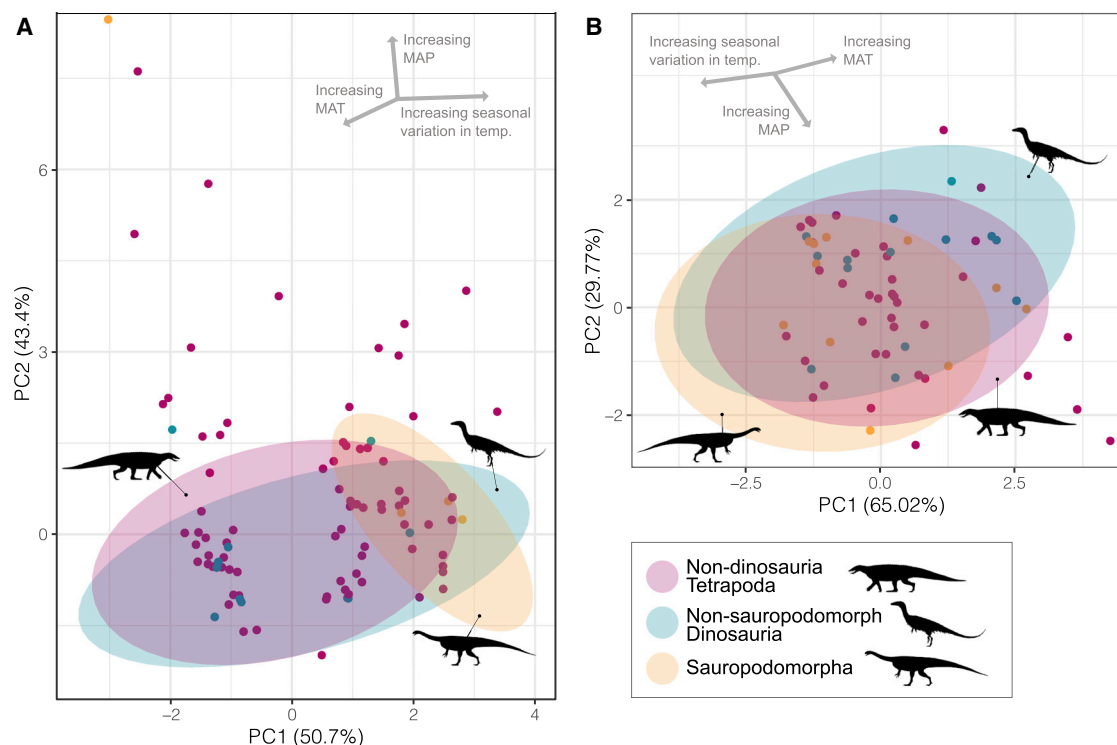 A
Increasing
MAP
Increasing
MAT
Increasing seasonal
variation in temp.
PC2 (43.4%)
6
3
0
−2
0
2
4
PC1 (50.7%)
B
Increasing seasonal
variation in temp.
Increasing
MAT
Increasing
MAP
PC2 (29.77%)
2
0
−2
−2.5
0.0
2.5
PC1 (65.02%)
Non-dinosauria
Tetrapoda
Non-sauropodomorph
Dinosauria
Sauropodomorpha